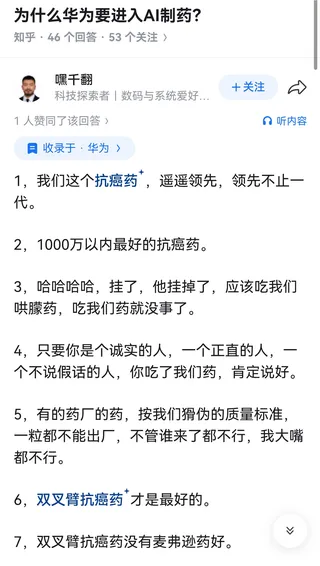 为什么华为要进入AI制药？
知乎 · 46 个回答 · 53 个关注 >
嘿千翻
科技探索者｜数码与系统爱好...
+关注
1 人赞同了该回答 >
听内容
收录于 · 华为 >
1，我们这个抗癌药，遥遥领先，领先不止一
代。
2，1000万以内最好的抗癌药。
3，哈哈哈哈，挂了，他挂掉了，应该吃我们
哄朦药，吃我们药就没事了。
4，只要你是个诚实的人，一个正直的人，一
个不说假话的人，你吃了我们药，肯定说好。
5，有的药厂的药，按我们猾伪的质量标准，
一粒都不能出厂，不管谁来了都不行，我大嘴
都不行。
6，双叉臂抗癌药才是最好的。
7，双叉臂抗癌药没有麦弗逊药好。